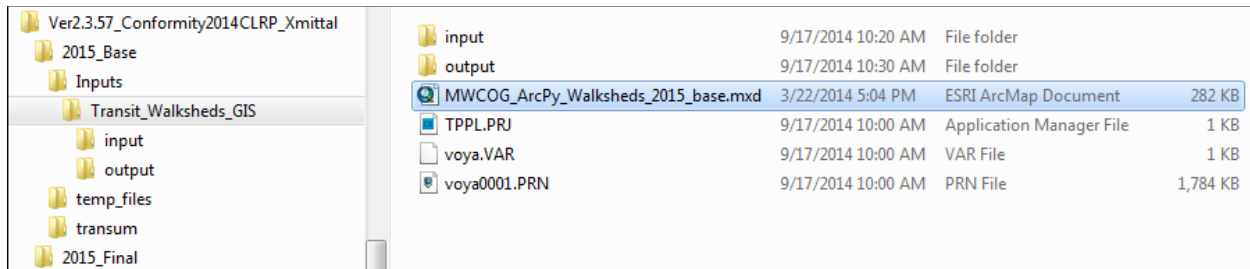 Ver2.3.57_Conformity2014CLRP_Xmittal
2015_Base
Inputs
Transit_Walksheds_GIS
input
output
temp_files
transum
2015_Final
input 9/17/2014 10:20 AM File folder
output 9/17/2014 10:30 AM File folder
MWCOG_ArcPy_Walksheds_2015_base.mxd 3/22/2014 5:04 PM ESRI ArcMap Document 282 KB
TPPL.PRJ 9/17/2014 10:00 AM Application Manager File 1 KB
voya.VAR 9/17/2014 10:00 AM VAR File 1 KB
voya0001.PRN 9/17/2014 10:00 AM PRN File 1,784 KB